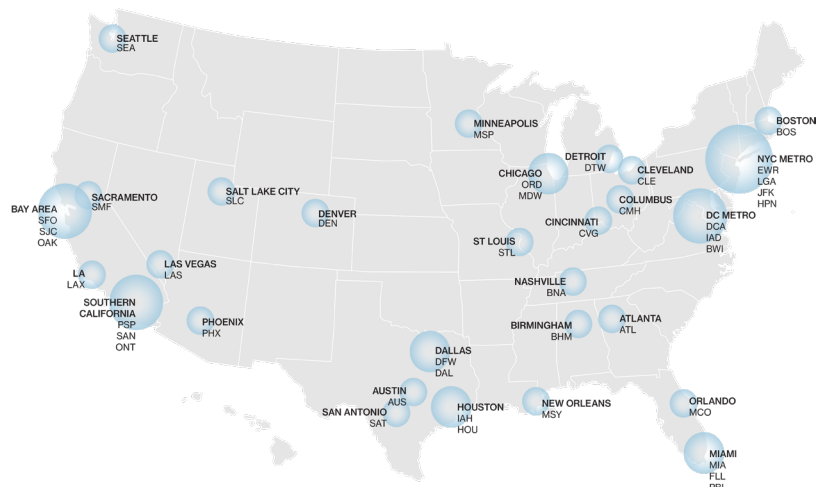 SEATTLE
SEA
MINNEAPOLIS
MSP
BOSTON
BOS
DETROIT
DTW
NYC METRO
EWR
LGA
JFK
HPN
CHICAGO
ORD
MDW
CLEVELAND
CLE
SALT LAKE CITY
SLC
SACRAMENTO
SMF
COLUMBUS
CMH
BAY AREA
SFO
SJC
OAK
DENVER
DEN
CINCINNATI
CVG
DC METRO
DCA
IAD
BWI
ST LOUIS
STL
LAS VEGAS
LAS
LA
LAX
NASHVILLE
BNA
SOUTHERN
CALIFORNIA
PSP
SAN
ONT
PHOENIX
PHX
BIRMINGHAM
BHM
ATLANTA
ATL
DALLAS
DFW
DAL
AUSTIN
AUS
SAN ANTONIO
SAT
HOUSTON
IAH
HOU
NEW ORLEANS
MSY
ORLANDO
MCO
MIAMI
MIA
FLL